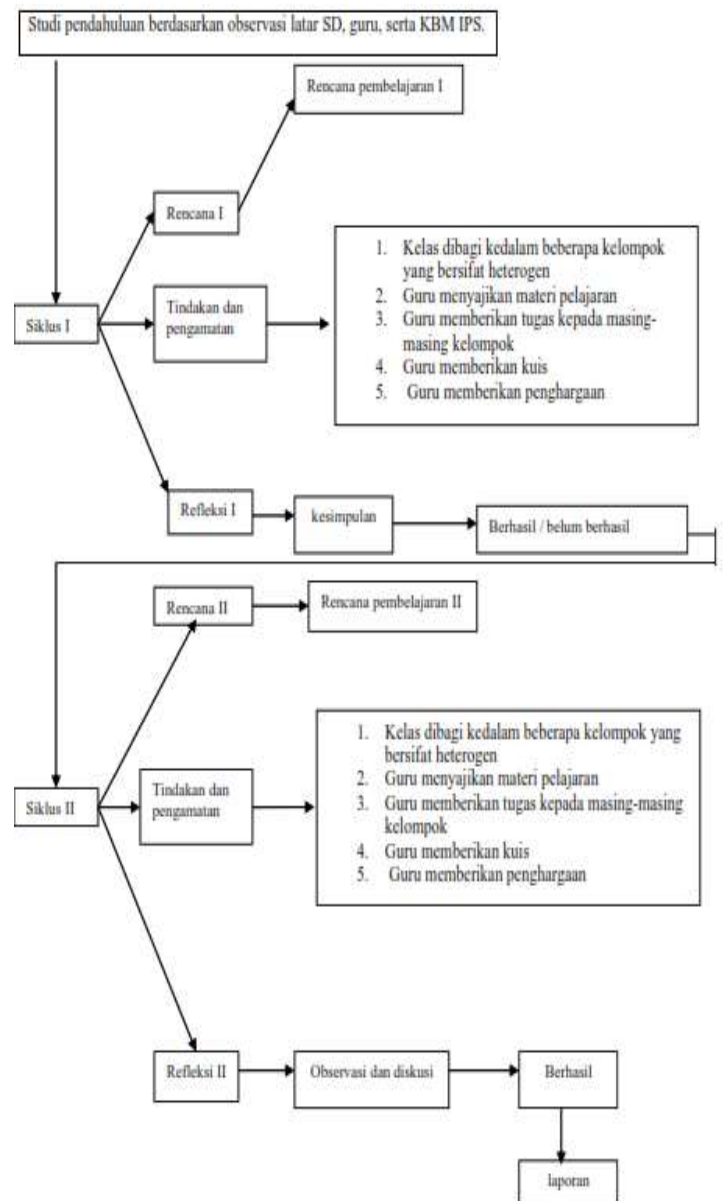 Studi pendahuluan berdasarkan observasi latar SD, guru, serta KBM IPS.
Rencana pembelajaran I
Rencana I
Siklus I
Tindakan dan
pengamatan
1. Kelas dibagi kedalam beberapa kelompok
yang bersifat heterogen
2. Guru menyajikan materi pelajaran
3. Guru memberikan tugas kepada masing-
masing kelompok
4. Guru memberikan kuis
5. Guru memberikan penghargaan
Refleksi I
kesimpulan
Berhasil / belum berhasil
Rencana II
Rencana pembelajaran II
Siklus II
Tindakan dan
pengamatan
1. Kelas dibagi kedalam beberapa kelompok yang
bersifat heterogen
2. Guru menyajikan materi pelajaran
3. Guru memberikan tugas kepada masing-masing
kelompok
4. Guru memberikan kuis
5. Guru memberikan penghargaan
Refleksi II
Observasi dan diskusi
Berhasil
laporan